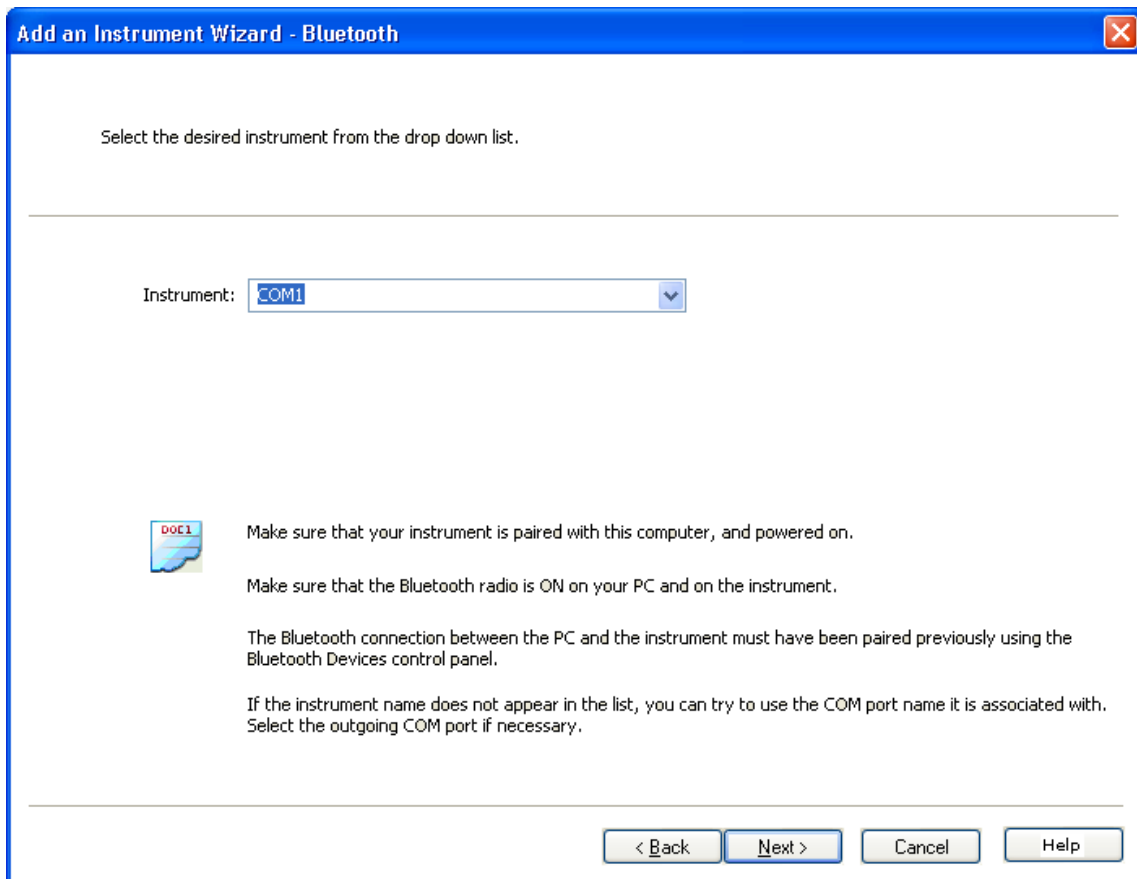 Add an Instrument Wizard - Bluetooth
Select the desired instrument from the drop down list.
Instrument: COM1
DOC1
Make sure that your instrument is paired with this computer, and powered on.
Make sure that the Bluetooth radio is ON on your PC and on the instrument.
The Bluetooth connection between the PC and the instrument must have been paired previously using the
Bluetooth Devices control panel.
If the instrument name does not appear in the list, you can try to use the COM port name it is associated with.
Select the outgoing COM port if necessary.
< Back Next > Cancel Help